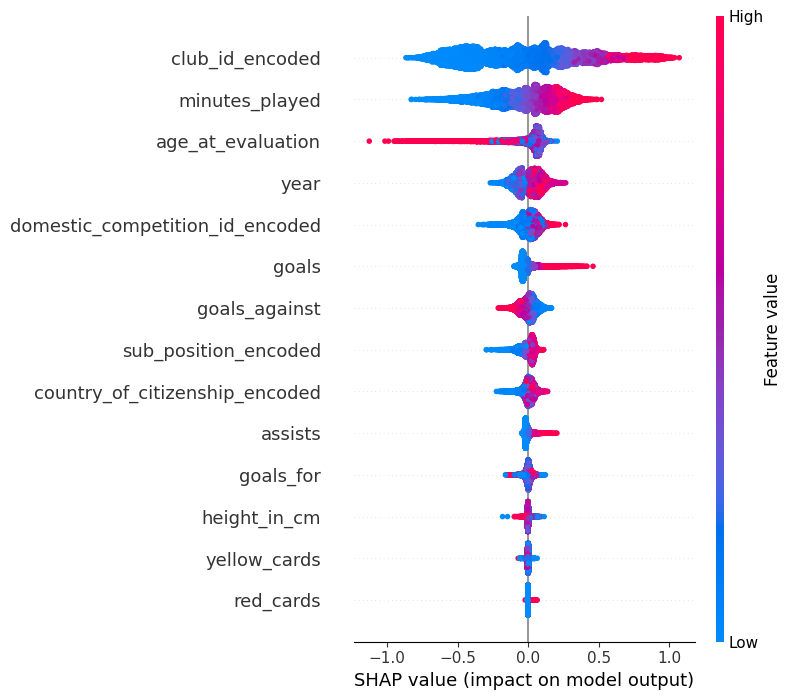 High
club_id_encoded
minutes_played
age_at_evaluation
year
domestic_competition_id_encoded
goals
goals_against
sub_position_encoded
country_of_citizenship_encoded
assists
goals_for
height_in_cm
yellow_cards
red_cards
Feature value
Low
−1.0 −0.5 0.0 0.5 1.0
SHAP value (impact on model output)